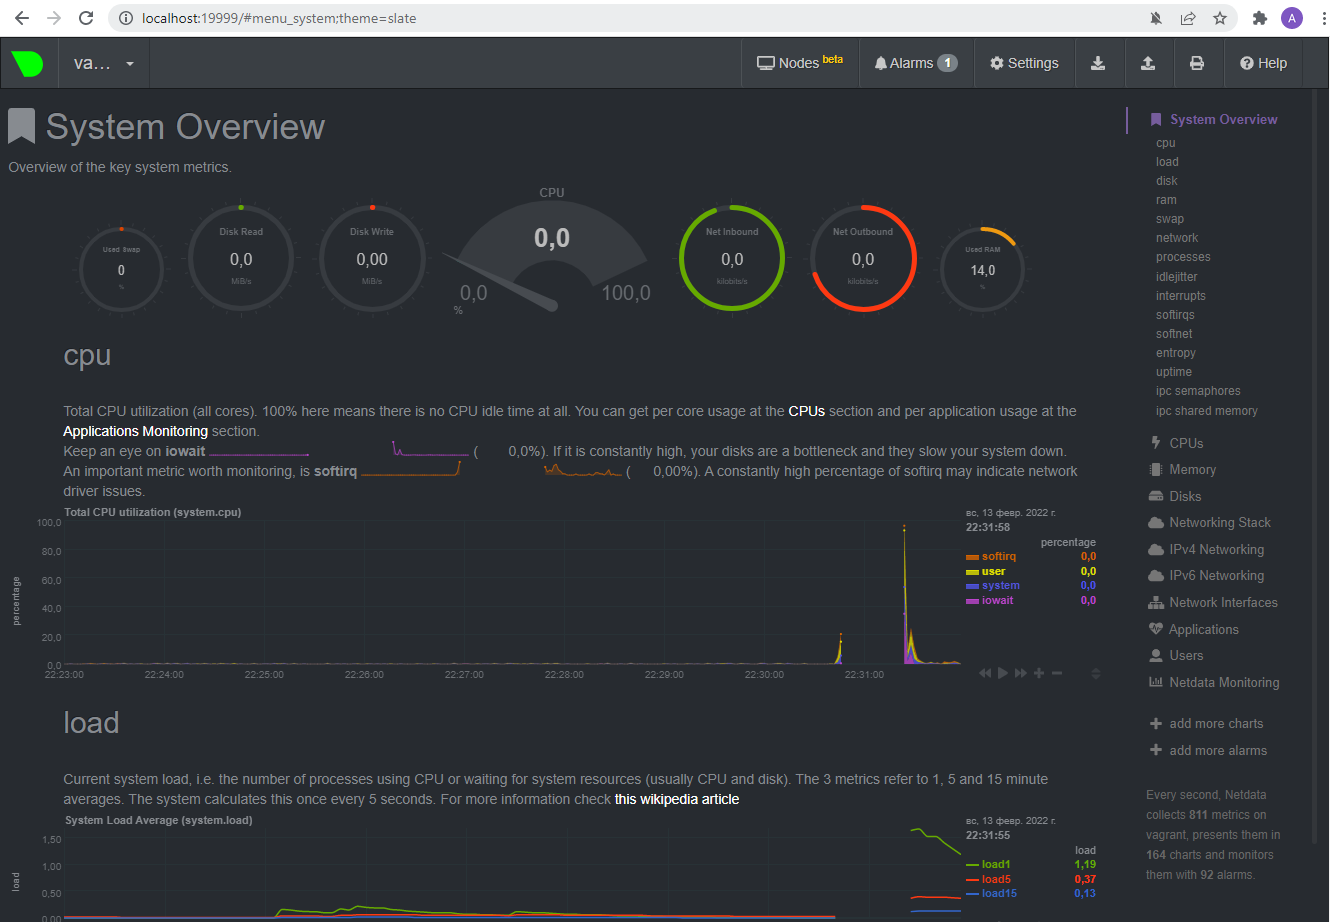 localhost:19999/#menu_system;theme=slate
A
va...
Nodes beta
Alarms 1
Settings
Help
System Overview
Overview of the key system metrics.
Used Swap
0
%
Disk Read
0,0
MiB/s
Disk Write
0,00
MiB/s
CPU
0,0
0,0
100,0
%
Net Inbound
0,0
kilobits/s
Net Outbound
0,0
kilobits/s
Used RAM
14,0
%
cpu
Total CPU utilization (all cores). 100% here means there is no CPU idle time at all. You can get per core usage at the CPUs section and per application usage at the
Applications Monitoring section.
Keep an eye on iowait ( 0,0%). If it is constantly high, your disks are a bottleneck and they slow your system down.
An important metric worth monitoring, is softirq ( 0,00%). A constantly high percentage of softirq may indicate network
driver issues.
Total CPU utilization (system.cpu)
percentage
100,0
80,0
60,0
40,0
20,0
0,0
22:23:00 22:24:00 22:25:00 22:26:00 22:27:00 22:28:00 22:29:00 22:30:00 22:31:00
вс, 13 февр. 2022 г.
22:31:58
percentage
softirq 0,0
user 0,0
system 0,0
iowait 0,0
load
Current system load, i.e. the number of processes using CPU or waiting for system resources (usually CPU and disk). The 3 metrics refer to 1, 5 and 15 minute
averages. The system calculates this once every 5 seconds. For more information check this wikipedia article
System Load Average (system.load)
load
1,50
1,00
0,50
0,00
вс, 13 февр. 2022 г.
22:31:55
load
load1 1,19
load5 0,37
load15 0,13
System Overview
cpu
load
disk
ram
swap
network
processes
idlejitter
interrupts
softirqs
softnet
entropy
uptime
ipc semaphores
ipc shared memory
CPUs
Memory
Disks
Networking Stack
IPv4 Networking
IPv6 Networking
Network Interfaces
Applications
Users
Netdata Monitoring
add more charts
add more alarms
Every second, Netdata
collects 811 metrics on
vagrant, presents them in
164 charts and monitors
them with 92 alarms.